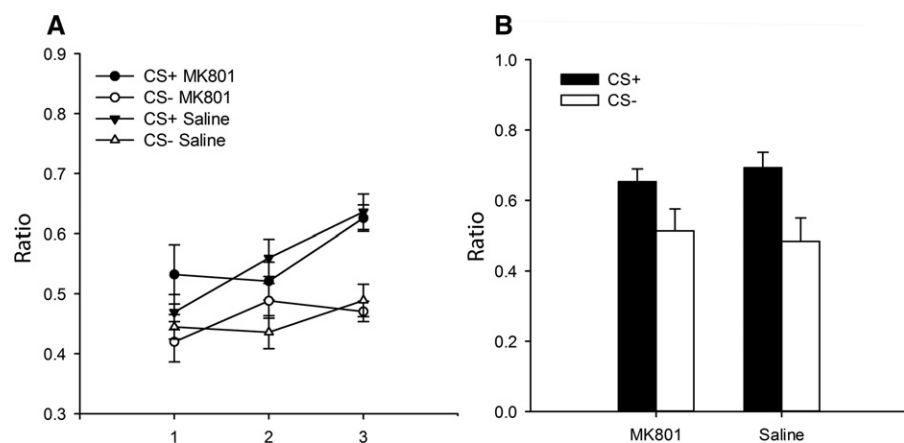 A
Ratio
0.9
0.8
0.7
0.6
0.5
0.4
0.3
CS+ MK801
CS- MK801
CS+ Saline
CS- Saline
1 2 3
B
Ratio
1.0
0.8
0.6
0.4
0.2
0.0
CS+
CS-
MK801 Saline